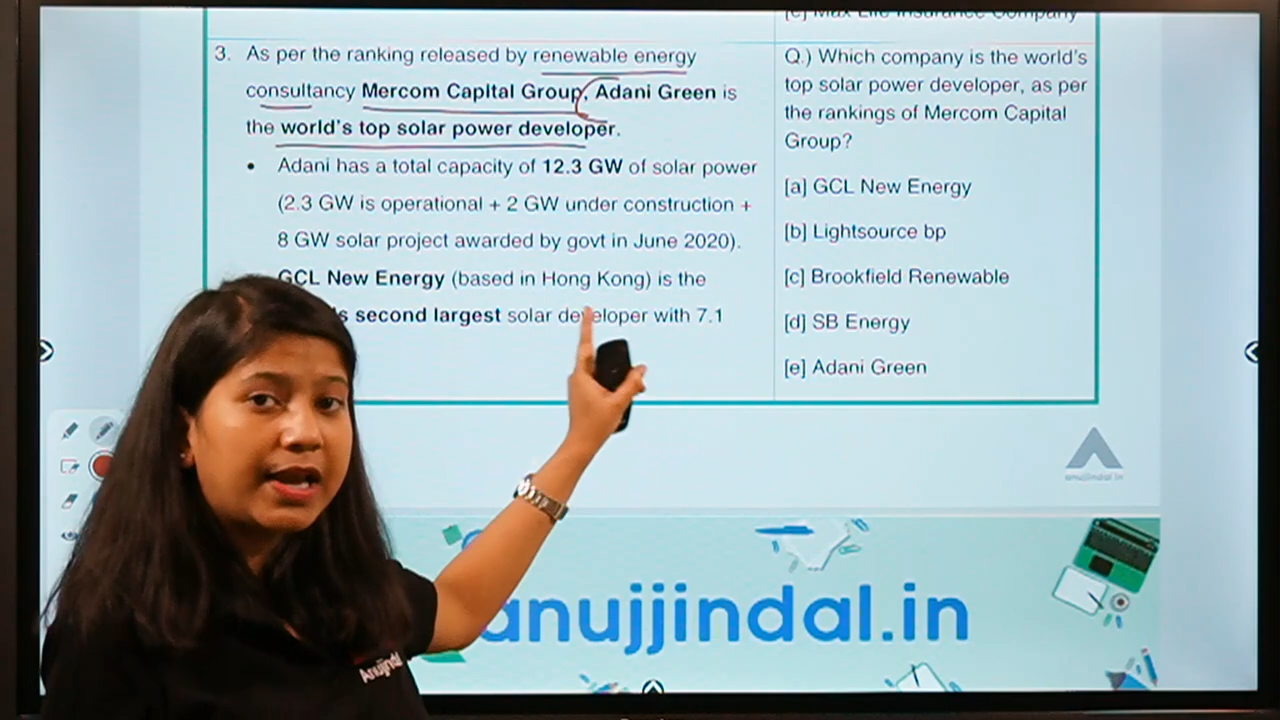 [e] Max Life Insurance Company
3. As per the ranking released by renewable energy
consultancy Mercom Capital Group, Adani Green is
the world's top solar power developer.
• Adani has a total capacity of 12.3 GW of solar power
(2.3 GW is operational + 2 GW under construction +
8 GW solar project awarded by govt in June 2020).
GCL New Energy (based in Hong Kong) is the
second largest solar developer with 7.1
Q.) Which company is the world's
top solar power developer, as per
the rankings of Mercom Capital
Group?
[a] GCL New Energy
[b] Lightsource bp
[c] Brookfield Renewable
[d] SB Energy
[e] Adani Green
anujjindal.in
anujjindal.in
Anujjindal